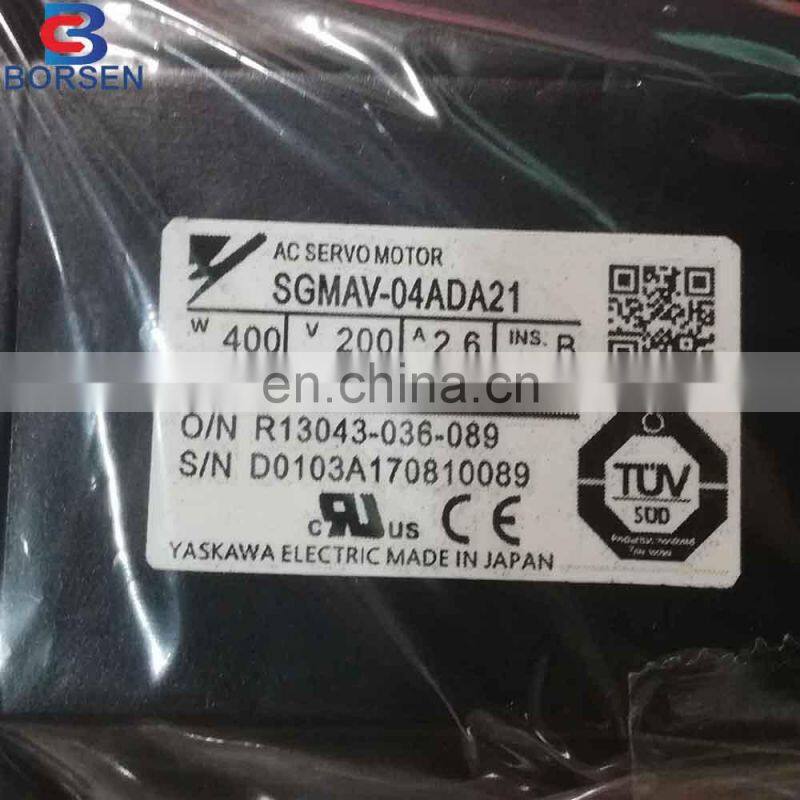 BORSEN
AC SERVO MOTOR
SGMAV-04ADA21
W 400 V 200 A 2.6 INS. B
en.china.cn
O/N R13043-036-089
S/N D0103A170810089
c RU us CE
TÜV
SÜD
YASKAWA ELECTRIC MADE IN JAPAN